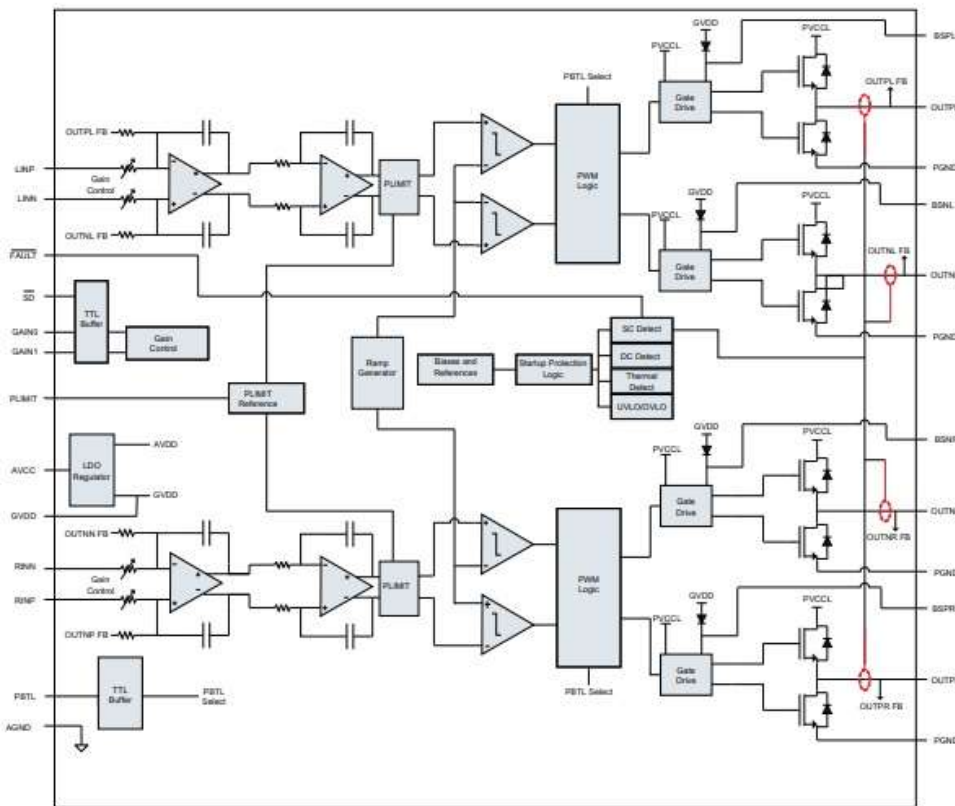 GVDD
BSPL
PVCCL
PVCCL
PBTL Select
OUTPL FB
Gate
Drive
OUTPL
OUTPL FB
LINP
Gain
Control
LINN
PLIMIT
PWM
Logic
PGND
GVDD
PVCCL
BSNL
OUTNL FB
PVCCL
OUTNL FB
FAULT
Gate
Drive
OUTNL
SD
TTL
Buffer
GAIN0
GAIN1
Gain
Control
SC Detect
PGND
Ramp
Generator
Biases and
References
Startup Protection
Logic
DC Detect
Thermal
Detect
UVLO/OVLO
PLIMIT
PLIMIT
Reference
GVDD
PVCCL
AVDD
PVCCL
AVCC
LDO
Regulator
GVDD
GVDD
Gate
Drive
OUTNN FB
OUTNR FB
RINN
Gain
Control
RINP
PLIMIT
PWM
Logic
PGND
GVDD
PVCCL
BSPR
OUTNP FB
PVCCL
Gate
Drive
PBTL Select
OUTPR FB
PBTL
TTL
Buffer
PBTL
Select
AGND
PGND